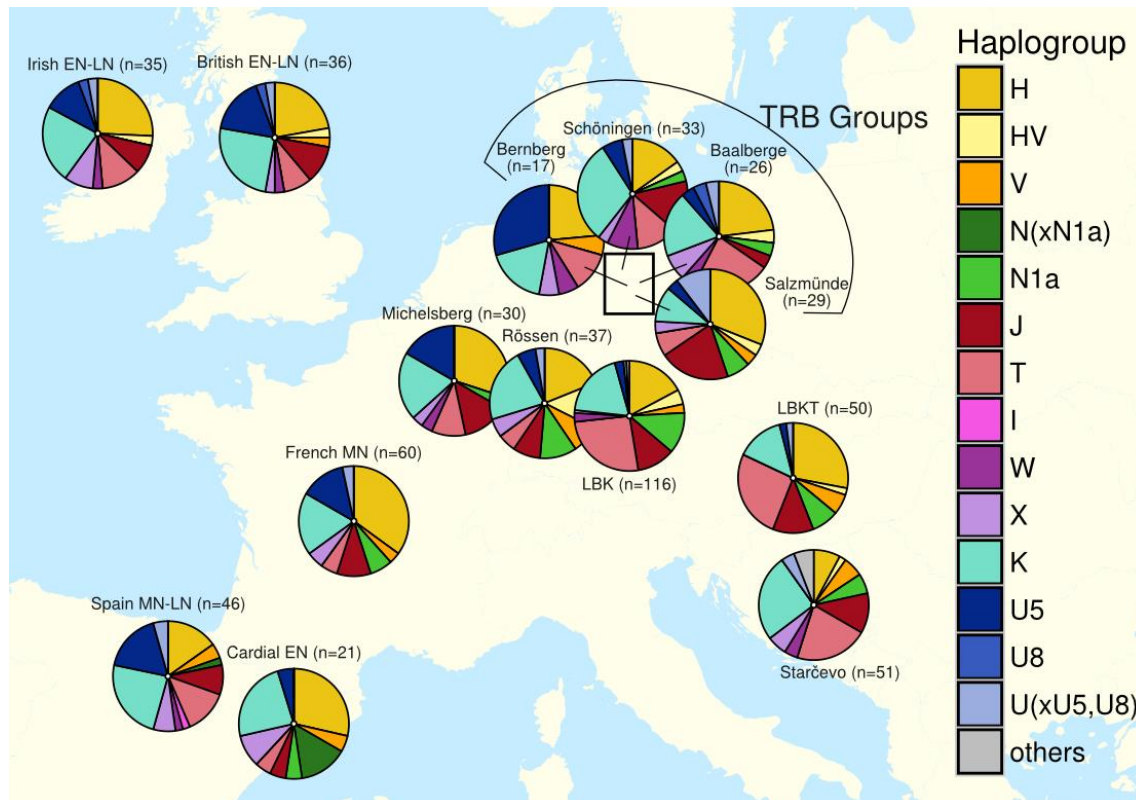 Irish EN-LN (n=35)
British EN-LN (n=36)
TRB Groups
Schöningen (n=33)
Bernberg
(n=17)
Baalberge
(n=26)
Salzmünde
(n=29)
Michelsberg (n=30)
Rössen (n=37)
LBK (n=116)
LBKT (n=50)
French MN (n=60)
Starčevo (n=51)
Spain MN-LN (n=46)
Cardial EN (n=21)
Haplogroup
H
HV
V
N(xN1a)
N1a
J
T
I
W
X
K
U5
U8
U(xU5,U8)
others